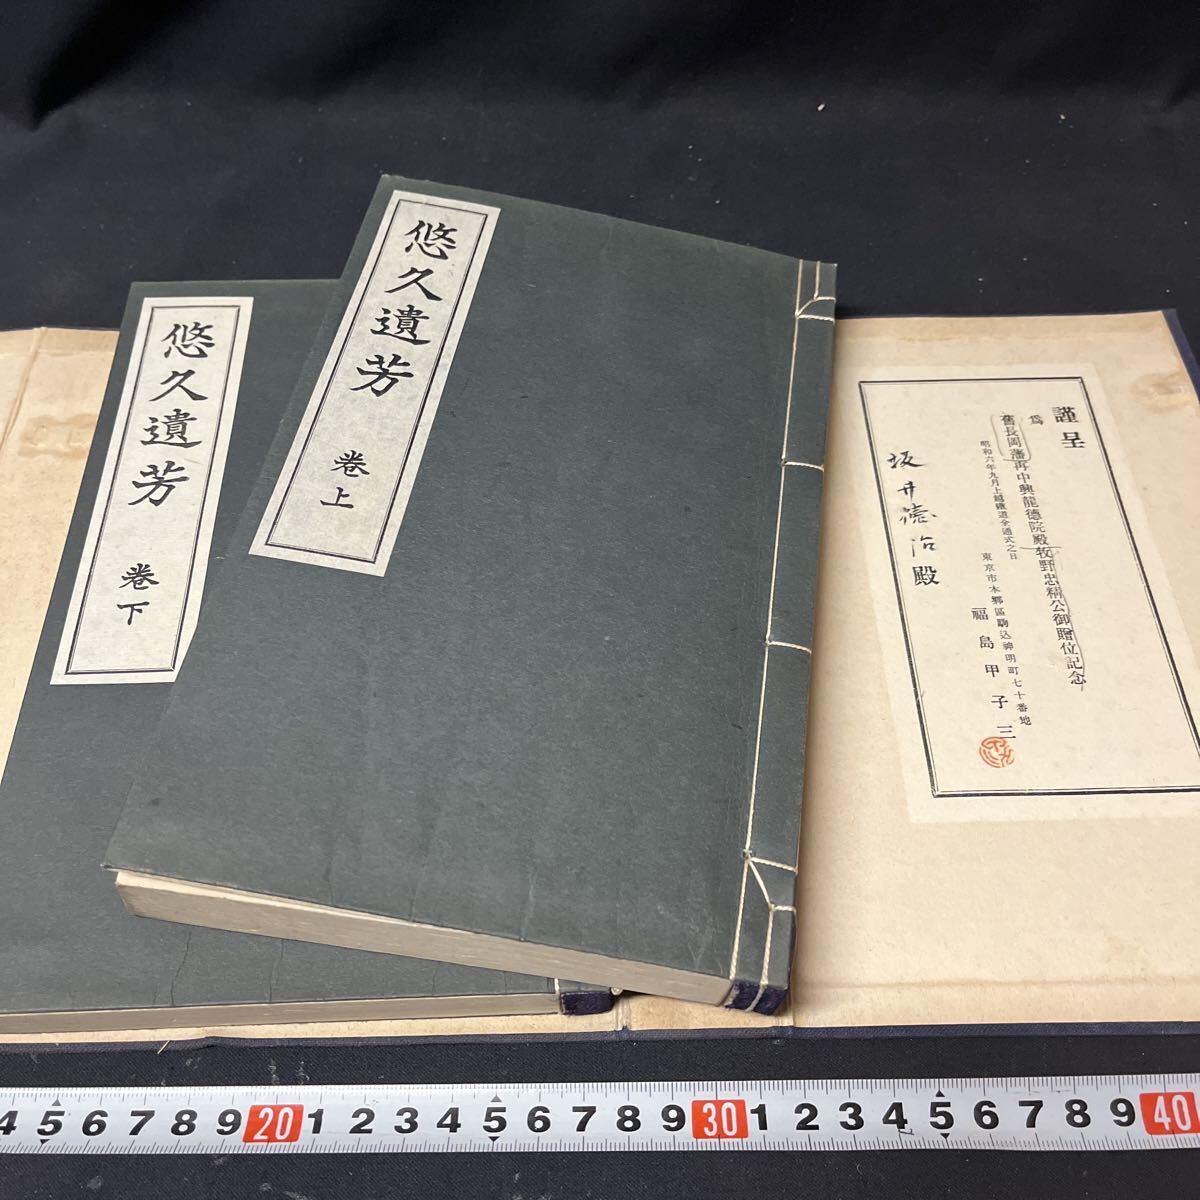 悠久遺芳 卷上
悠久遺芳 卷下
謹呈
為
舊長岡藩再中興龍德院殿牧野忠精公御贈位記念
昭和六年九月上越鐵道全通式之日
東京市本鄉區駒込神明町七十番地
福島甲子三
坂井德治殿
4 5 6 7 8 9 20 1 2 3 4 5 6 7 8 9 30 1 2 3 4 5 6 7 8 9 40